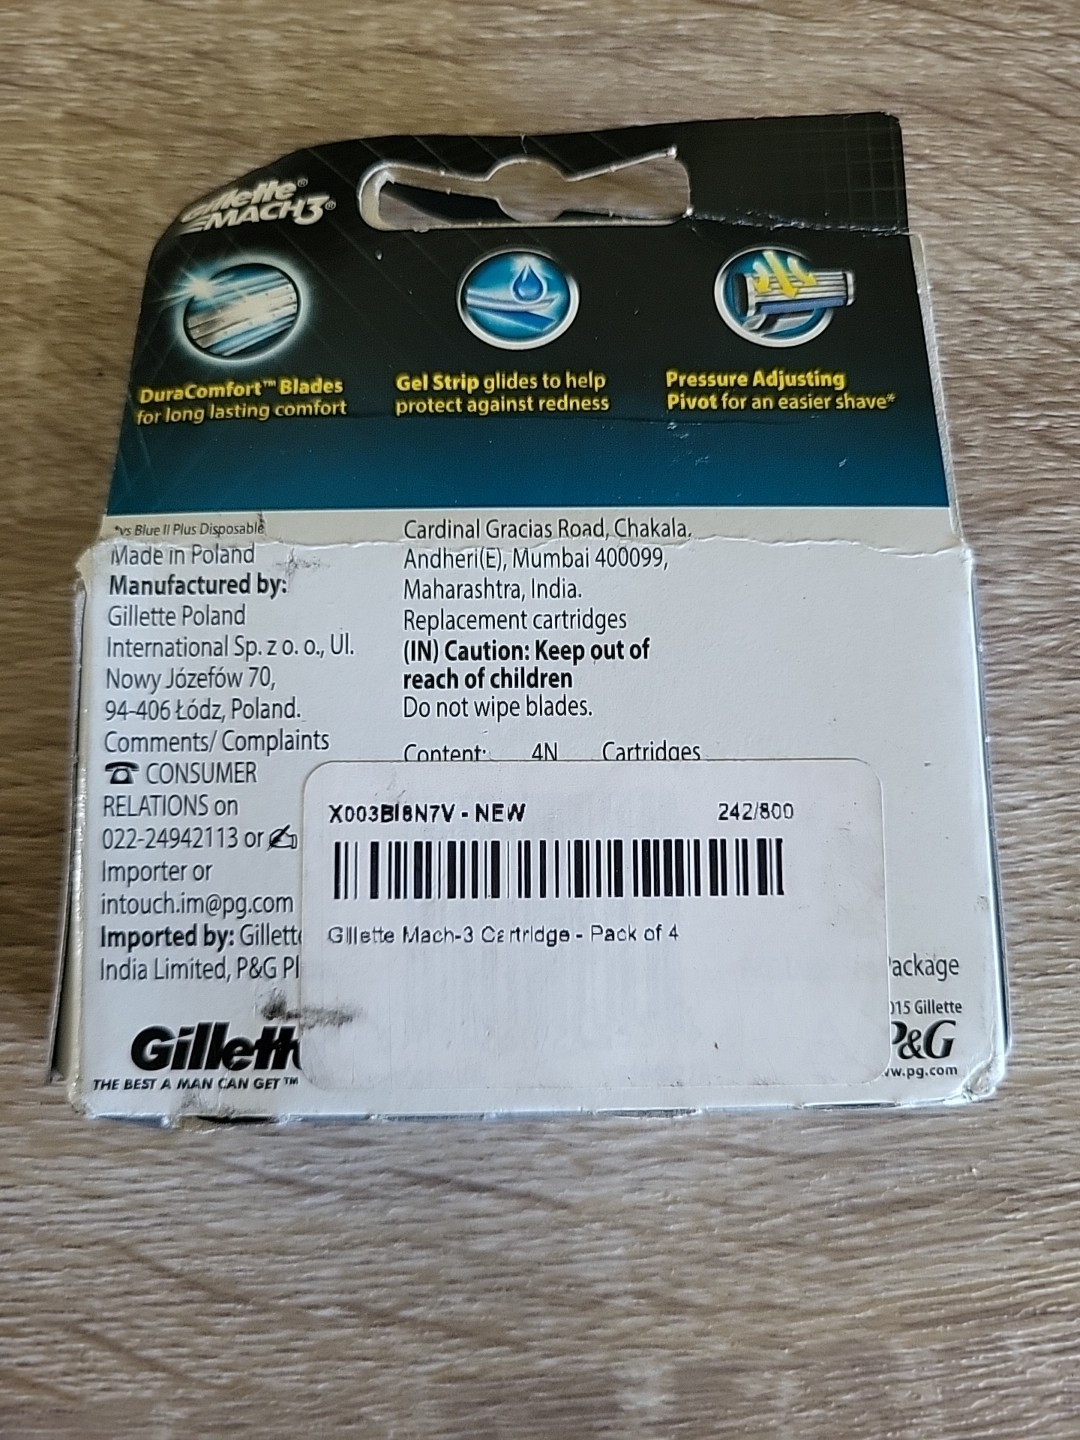 Gillette®
MACH3®
DuraComfort™ Blades
for long lasting comfort
Gel Strip glides to help
protect against redness
Pressure Adjusting
Pivot for an easier shave*
*vs Blue II Plus Disposable
Made in Poland
Manufactured by:
Gillette Poland
International Sp. z o. o., Ul.
Nowy Józefów 70,
94-406 Łódz, Poland.
Comments/ Complaints
☎ CONSUMER
RELATIONS on
022-24942113 or ✍
Importer or
intouch.im@pg.com
Imported by: Gillette
India Limited, P&G Pl
Cardinal Gracias Road, Chakala,
Andheri(E), Mumbai 400099,
Maharashtra, India.
Replacement cartridges
(IN) Caution: Keep out of
reach of children
Do not wipe blades.
Content: 4N Cartridges
X003BI8N7V - NEW 242/800
Gillette Mach-3 Cartridge - Pack of 4
ackage
015 Gillette
P&G
ww.pg.com
Gillette
THE BEST A MAN CAN GET™